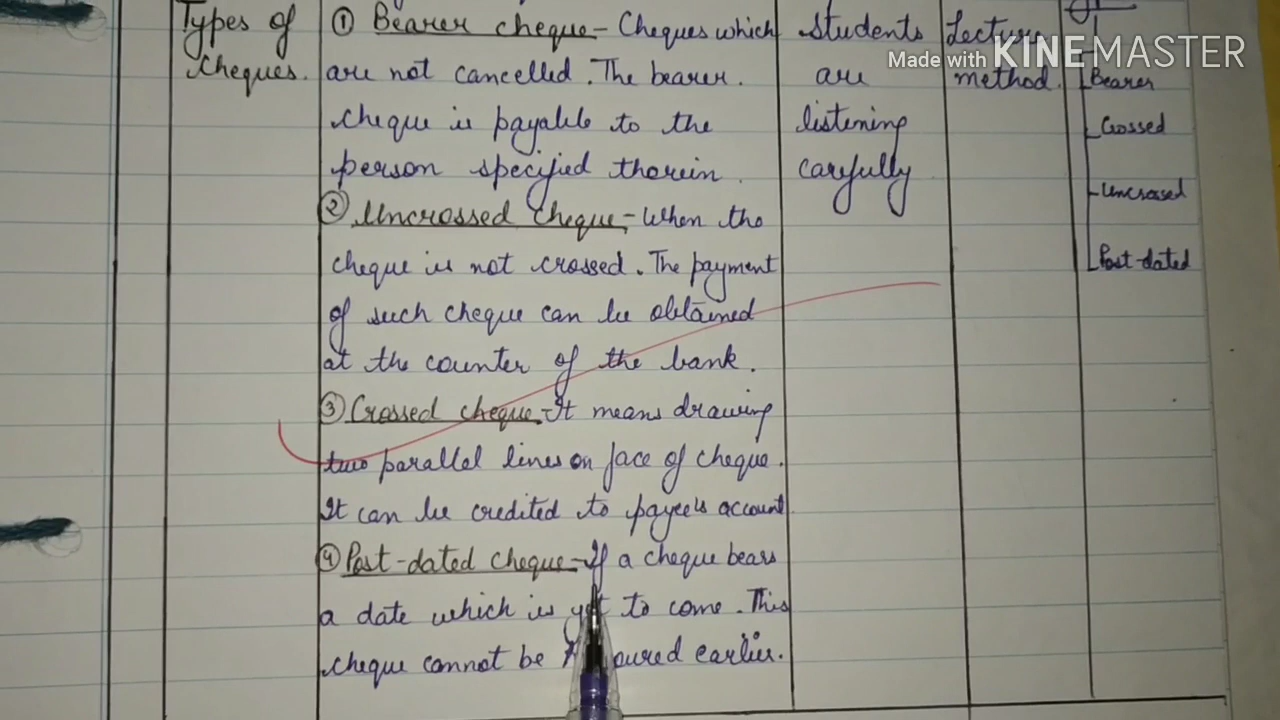 Types of
Cheques.
① Bearer cheque - Cheques which
are not cancelled. The bearer.
cheque is payable to the
person specified therein.
② Uncrossed cheque - When the
cheque is not crossed. The payment
of such cheque can be obtained
at the counter of the bank.
③ Crossed cheque - It means drawing
two parallel lines on face of cheque.
It can be credited to payee's account
④ Post-dated cheque - If a cheque bears
a date which is yet to come. This
cheque cannot be earlier.
Students
are
listening
carefully
Lecture
method.
Made with KINEMASTER
Bearer
Crossed
Uncrossed
Post-dated